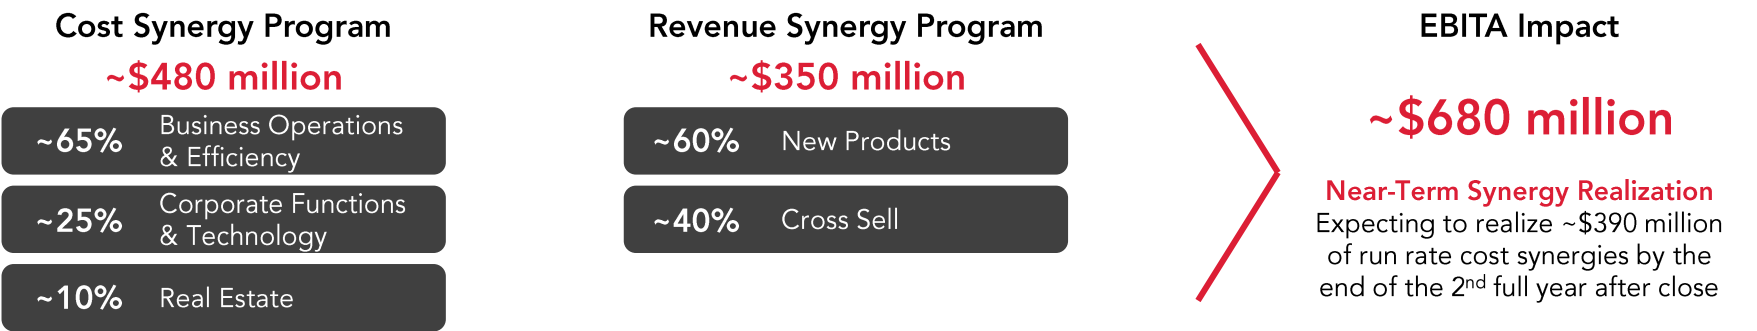 Cost Synergy Program
~$480 million
~65%
Business Operations
& Efficiency
~25%
Corporate Functions
& Technology
~10%
Real Estate
Revenue Synergy Program
~$350 million
~60%
New Products
~40%
Cross Sell
EBITA Impact
~$680 million
Near-Term Synergy Realization
Expecting to realize ~$390 million
of run rate cost synergies by the
end of the 2nd full year after close